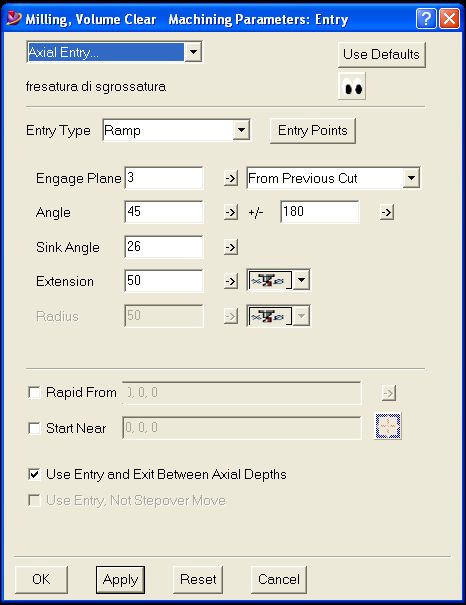 Milling, Volume Clear Machining Parameters: Entry
Axial Entry...
Use Defaults
fresatura di sgrossatura
Entry Type Ramp Entry Points
Engage Plane 3 -> From Previous Cut
Angle 45 -> +/- 180 ->
Sink Angle 26 ->
Extension 50 ->
Radius 50 ->
Rapid From 0, 0, 0 ->
Start Near 0, 0, 0
Use Entry and Exit Between Axial Depths
Use Entry, Not Stepover Move
OK Apply Reset Cancel